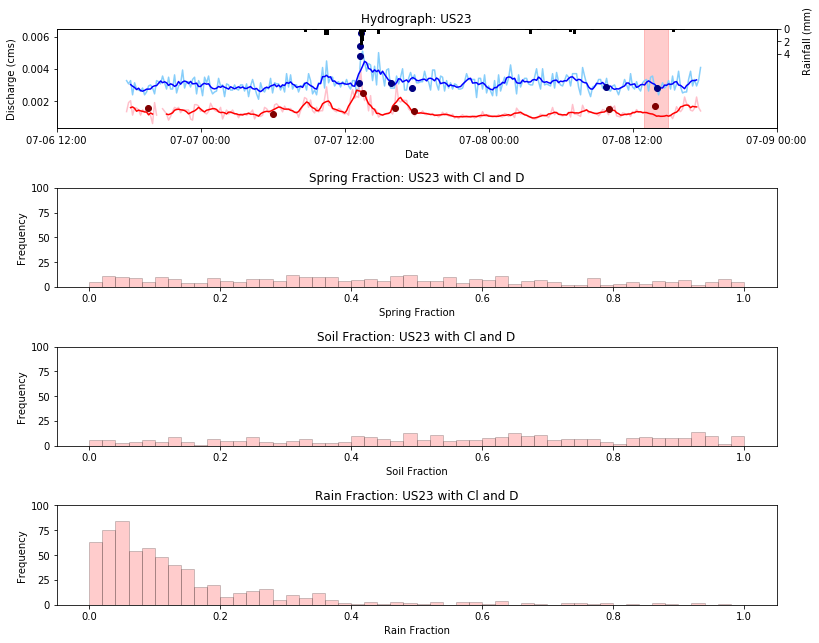 Hydrograph: US23
0.006
0.004
0.002
Discharge (cms)
0
2
4
Rainfall (mm)
07-06 12:00 07-07 00:00 07-07 12:00 07-08 00:00 07-08 12:00 07-09 00:00
Date
Spring Fraction: US23 with Cl and D
100
75
50
25
0
Frequency
0.0 0.2 0.4 0.6 0.8 1.0
Spring Fraction
Soil Fraction: US23 with Cl and D
100
75
50
25
0
Frequency
0.0 0.2 0.4 0.6 0.8 1.0
Soil Fraction
Rain Fraction: US23 with Cl and D
100
75
50
25
0
Frequency
0.0 0.2 0.4 0.6 0.8 1.0
Rain Fraction